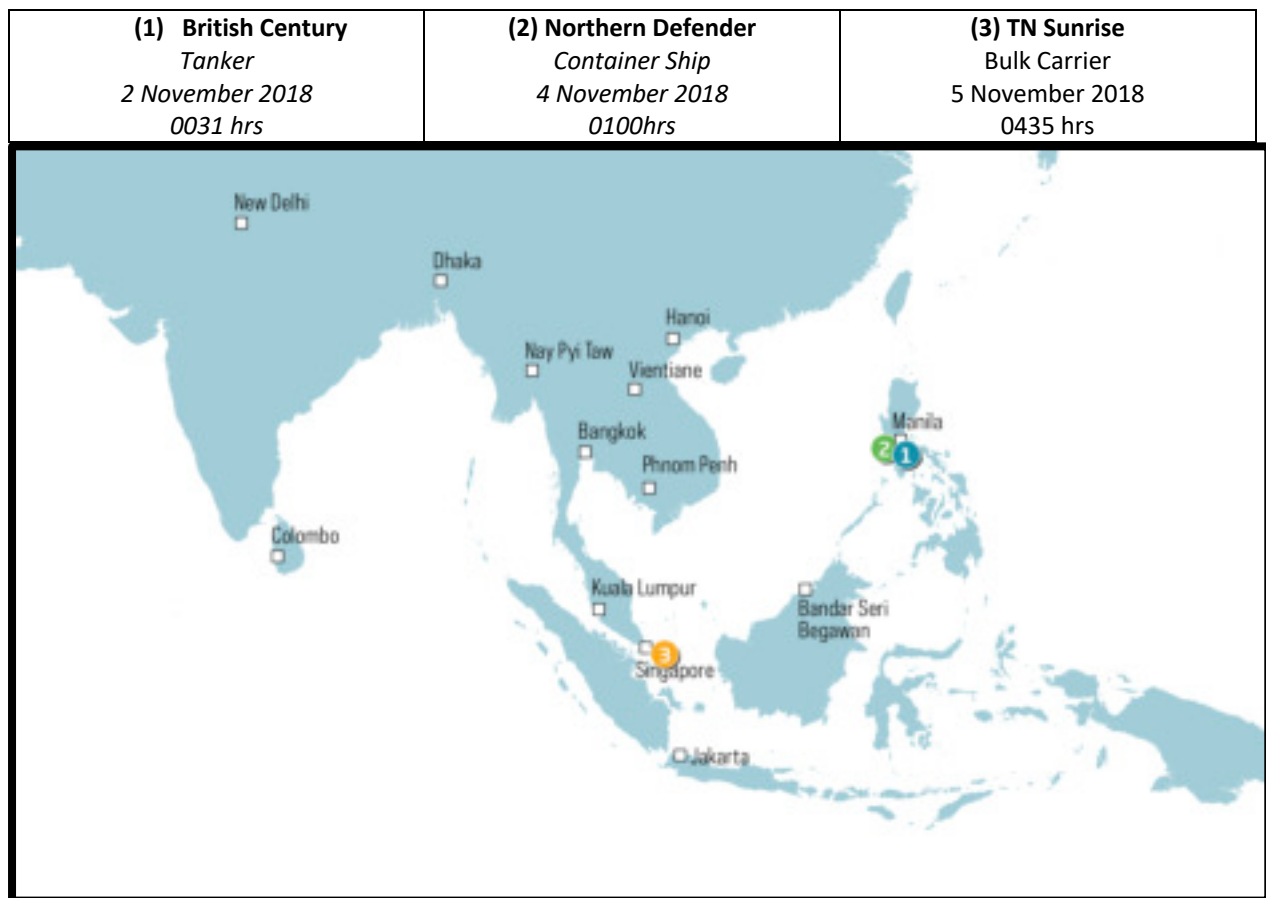 (1) British Century
Tanker
2 November 2018
0031 hrs
(2) Northern Defender
Container Ship
4 November 2018
0100hrs
(3) TN Sunrise
Bulk Carrier
5 November 2018
0435 hrs
New Delhi
Dhaka
Hanoi
Nay Pyi Taw
Vientiane
Manila
Bangkok
2
1
Phnom Penh
Colombo
Kuala Lumpur
Bandar Seri
Begawan
3
Singapore
Jakarta